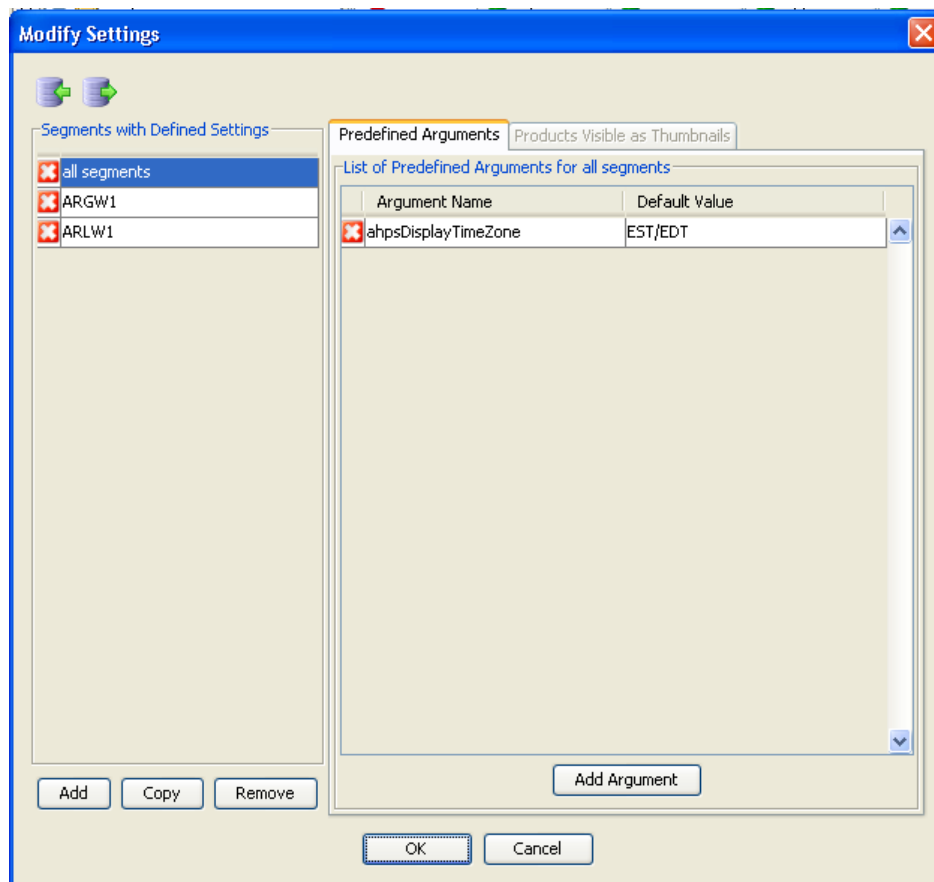 Modify Settings
Segments with Defined Settings
all segments
ARGW1
ARLW1
Add
Copy
Remove
Predefined Arguments
Products Visible as Thumbnails
List of Predefined Arguments for all segments
Argument Name
Default Value
ahpsDisplayTimeZone
EST/EDT
Add Argument
OK
Cancel